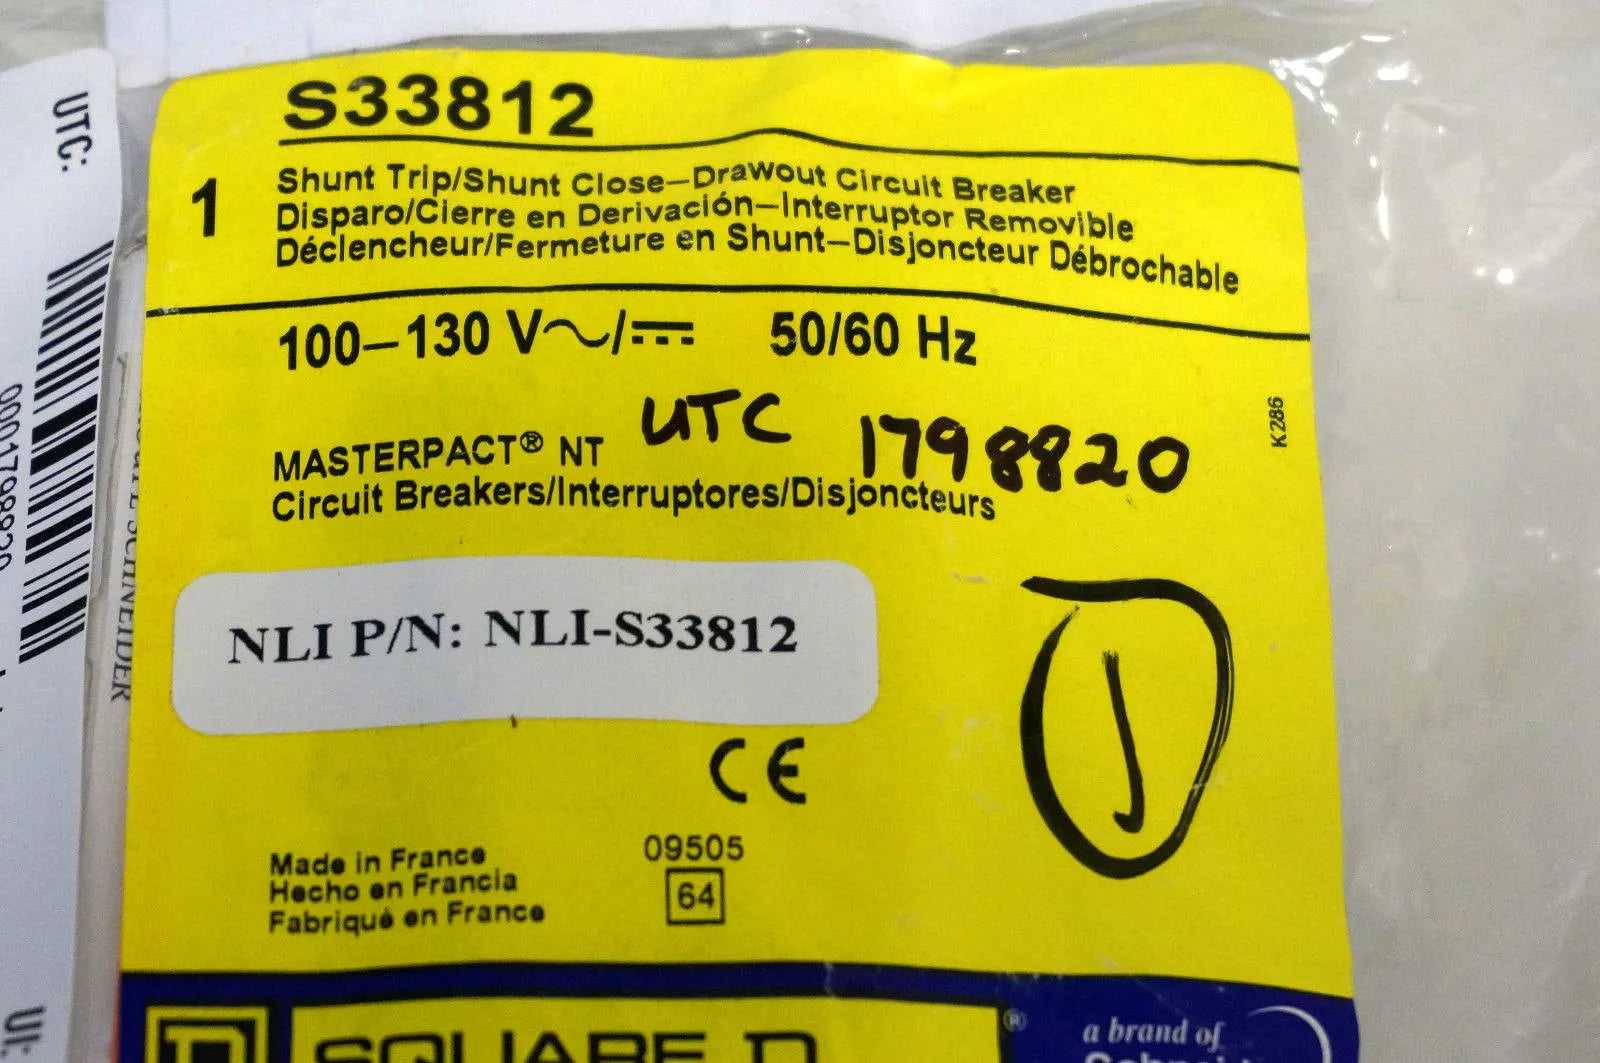 S33812
1
Shunt Trip/Shunt Close–Drawout Circuit Breaker
Disparo/Cierre en Derivación–Interruptor Removible
Déclencheur/Fermeture en Shunt–Disjoncteur Débrochable
100–130 V～/⎓ 50/60 Hz
UTC 1798820
MASTERPACT® NT
Circuit Breakers/Interruptores/Disjoncteurs
K286
NLI P/N: NLI-S33812
1
CE
Made in France
Hecho en Francia
Fabriqué en France
09505
64
SQUARE D
®
a brand of
UTC:
SCHNEIDER